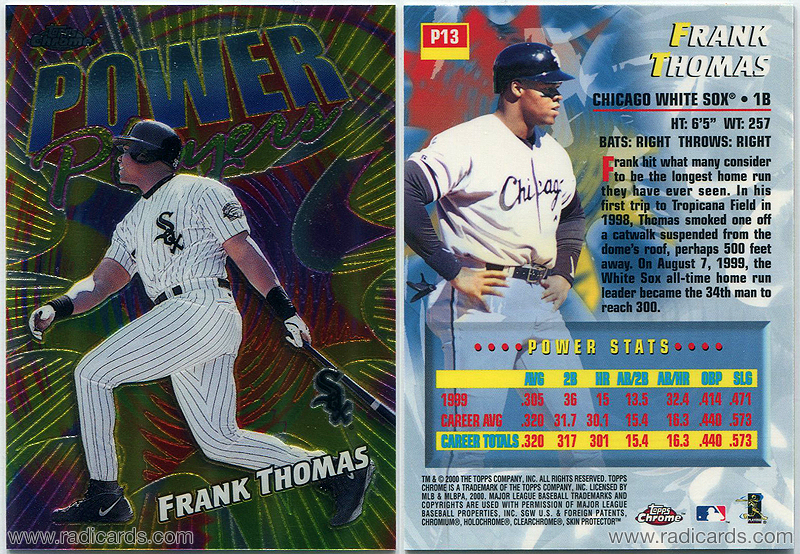 Topps
Chrome
POWER
Players
Sox
Sox
FRANK THOMAS
www.radicards.com
P13
FRANK
THOMAS
CHICAGO WHITE SOX® • 1B
HT: 6'5" WT: 257
BATS: RIGHT THROWS: RIGHT
Frank hit what many consider
to be the longest home run
they have ever seen. In his
first trip to Tropicana Field in
1998, Thomas smoked one off
a catwalk suspended from the
dome's roof, perhaps 500 feet
away. On August 7, 1999, the
White Sox all-time home run
leader became the 34th man to
reach 300.
Chicago
• • • • POWER STATS • • • •
AVG 2B HR AB/2B AB/HR OBP SLG
1999 .305 36 15 13.5 32.4 .414 .471
CAREER AVG .320 31.7 30.1 15.4 16.3 .440 .573
CAREER TOTALS .320 317 301 15.4 16.3 .440 .573
TM & © 2000 THE TOPPS COMPANY, INC. ALL RIGHTS RESERVED. TOPPS
CHROME IS A TRADEMARK OF THE TOPPS COMPANY, INC. LICENSED BY
MLB & MLBPA, 2000. MAJOR LEAGUE BASEBALL TRADEMARKS AND
COPYRIGHTS ARE USED WITH PERMISSION OF MAJOR LEAGUE
BASEBALL PROPERTIES, INC. SGW U.S. & FOREIGN PATENTS,
CHROMIUM®, HOLOCHROME®, CLEARCHROME®, SKIN PROTECTOR™
Topps
Chrome
www.radicards.com